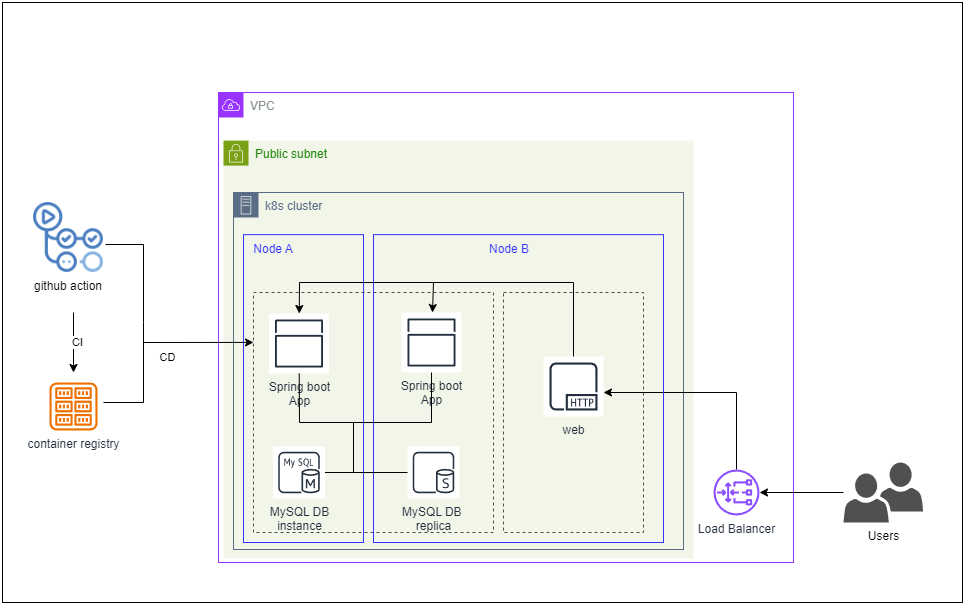 VPC
Public subnet
k8s cluster
Node A
Node B
github action
CI
CD
container registry
Spring boot
App
Spring boot
App
HTTP
web
My SQL
M
MySQL DB
instance
S
MySQL DB
replica
Load Balancer
Users